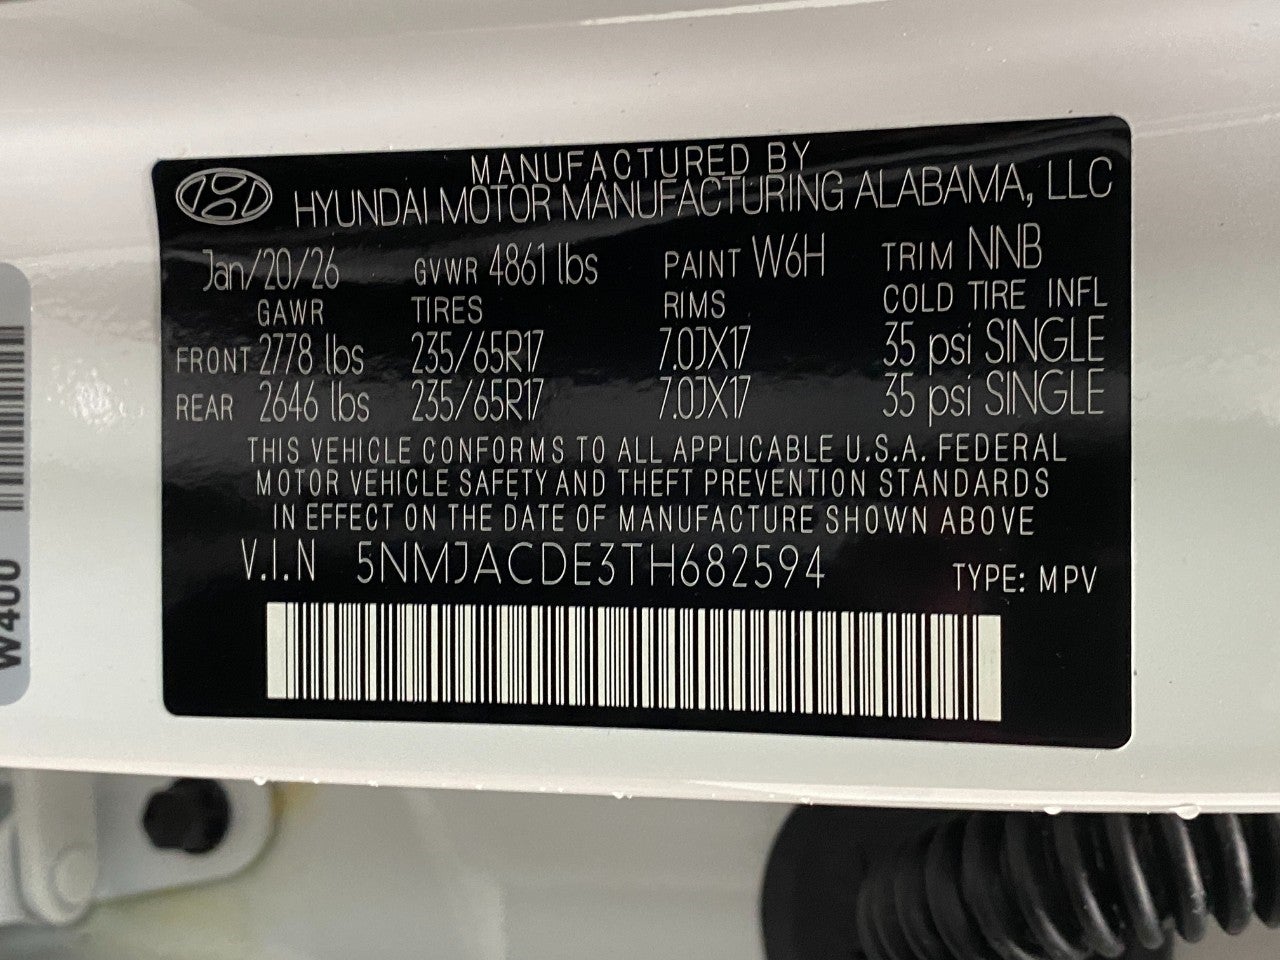 MANUFACTURED BY
HYUNDAI MOTOR MANUFACTURING ALABAMA, LLC
Jan/20/26 GVWR 4861 lbs PAINT W6H TRIM NNB
GAWR TIRES RIMS COLD TIRE INFL
FRONT 2778 lbs 235/65R17 7.0JX17 35 psi SINGLE
REAR 2646 lbs 235/65R17 7.0JX17 35 psi SINGLE
THIS VEHICLE CONFORMS TO ALL APPLICABLE U.S.A. FEDERAL
MOTOR VEHICLE SAFETY AND THEFT PREVENTION STANDARDS
IN EFFECT ON THE DATE OF MANUFACTURE SHOWN ABOVE
V.I.N 5NMJACDE3TH682594 TYPE: MPV
W400